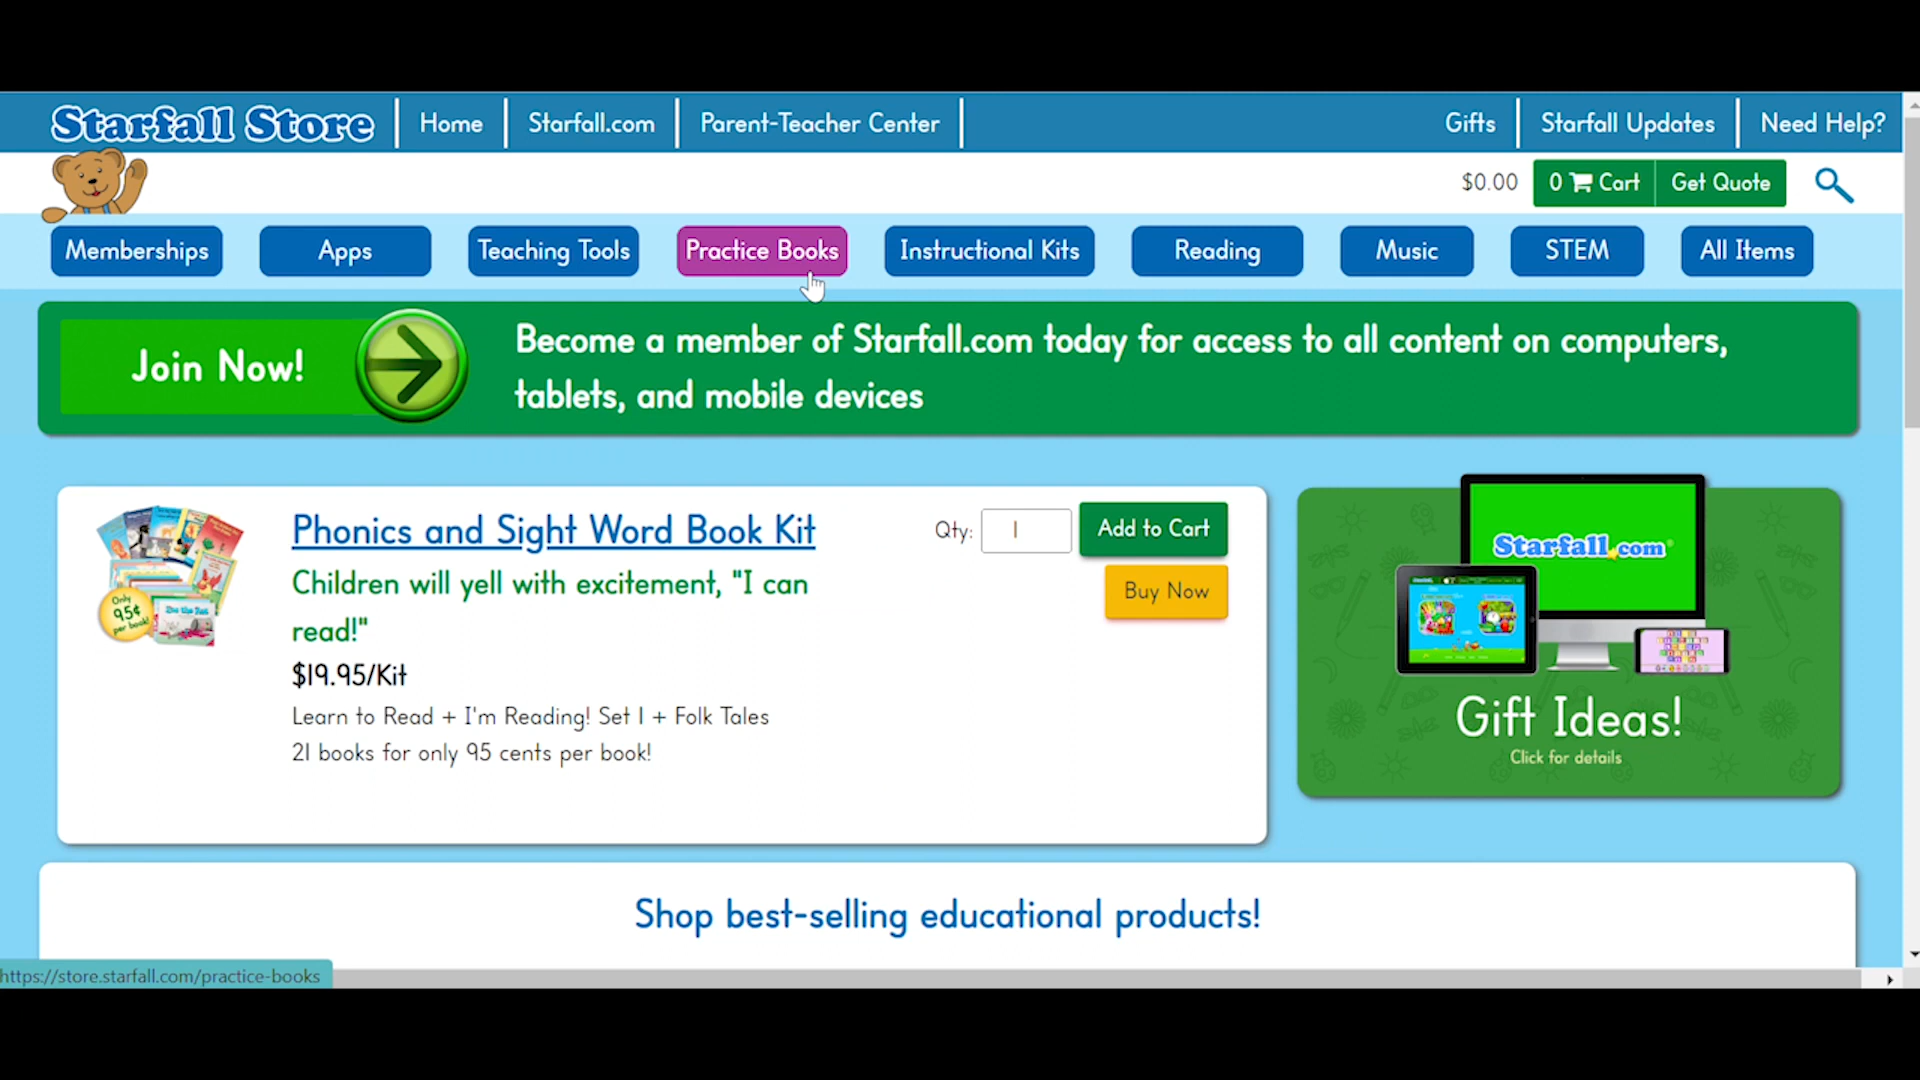 Starfall Store
Home
Starfall.com
Parent-Teacher Center
Gifts
Starfall Updates
Need Help?
$0.00
0 Cart
Get Quote
Memberships
Apps
Teaching Tools
Practice Books
Instructional Kits
Reading
Music
STEM
All Items
Join Now!
Become a member of Starfall.com today for access to all content on computers,
tablets, and mobile devices
Only
95¢
per book!
Phonics and Sight Word Book Kit
Children will yell with excitement, "I can
read!"
$19.95/Kit
Learn to Read + I'm Reading! Set 1 + Folk Tales
21 books for only 95 cents per book!
Qty: 1
Add to Cart
Buy Now
Starfall.com
Gift Ideas!
Click for details
Shop best-selling educational products!
https://store.starfall.com/practice-books